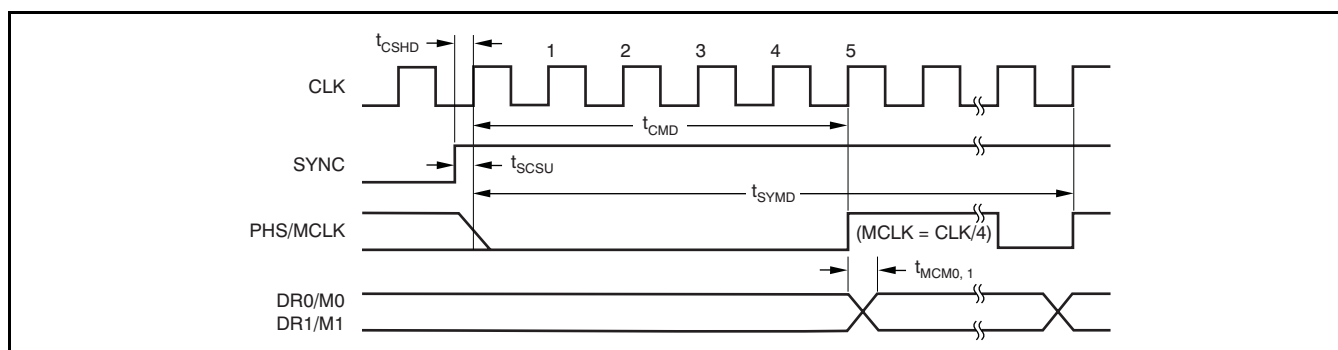 tCSHD
1 2 3 4 5
CLK
tCMD
SYNC
tSCSU
tSYMD
PHS/MCLK
(MCLK = CLK/4)
tMCM0, 1
DR0/M0
DR1/M1